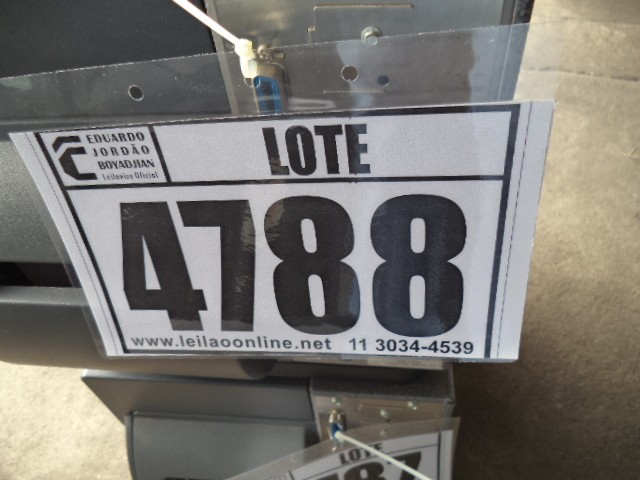 EDUARDO
JORDÃO
BOYADJIAN
Leiloeiro Oficial
LOTE
4788
www.leilaoonline.net 11 3034-4539
LOTE